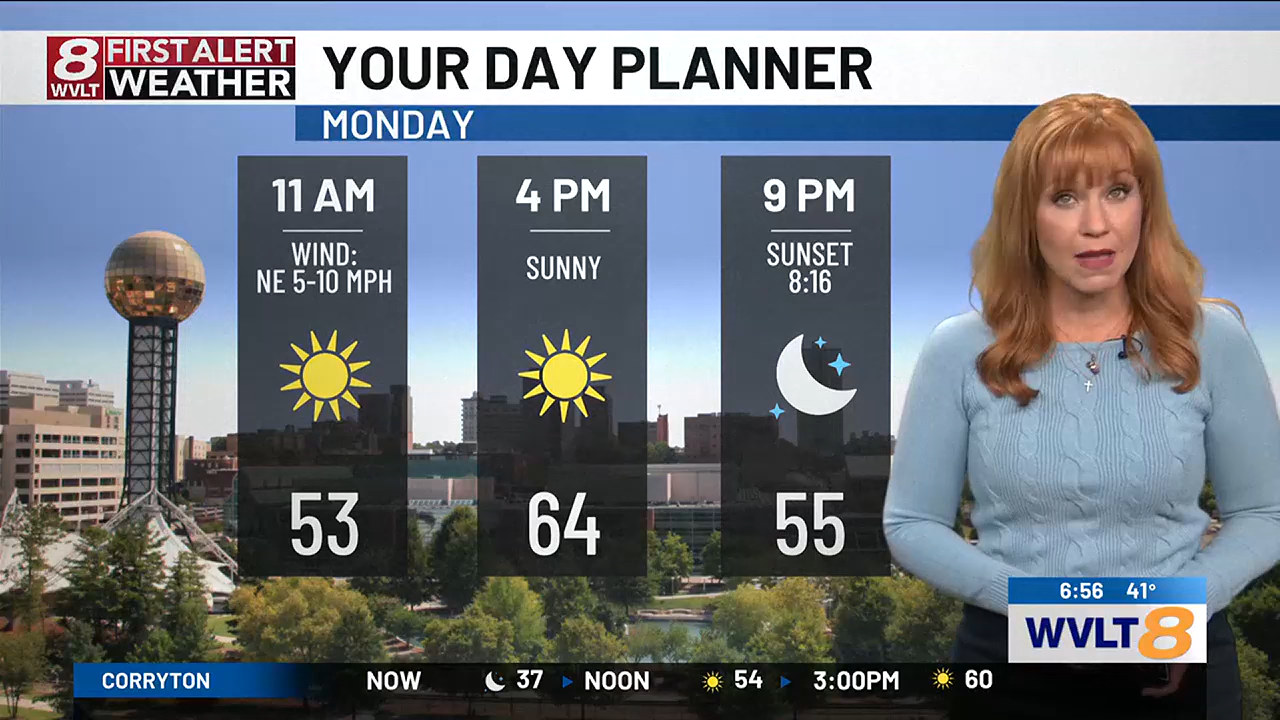 8 FIRST ALERT
WVLT WEATHER
YOUR DAY PLANNER
MONDAY
11 AM
WIND:
NE 5-10 MPH
53
4 PM
SUNNY
64
9 PM
SUNSET
8:16
55
6:56 41°
WVLT 8
CORRYTON NOW 37 NOON 54 3:00PM 60